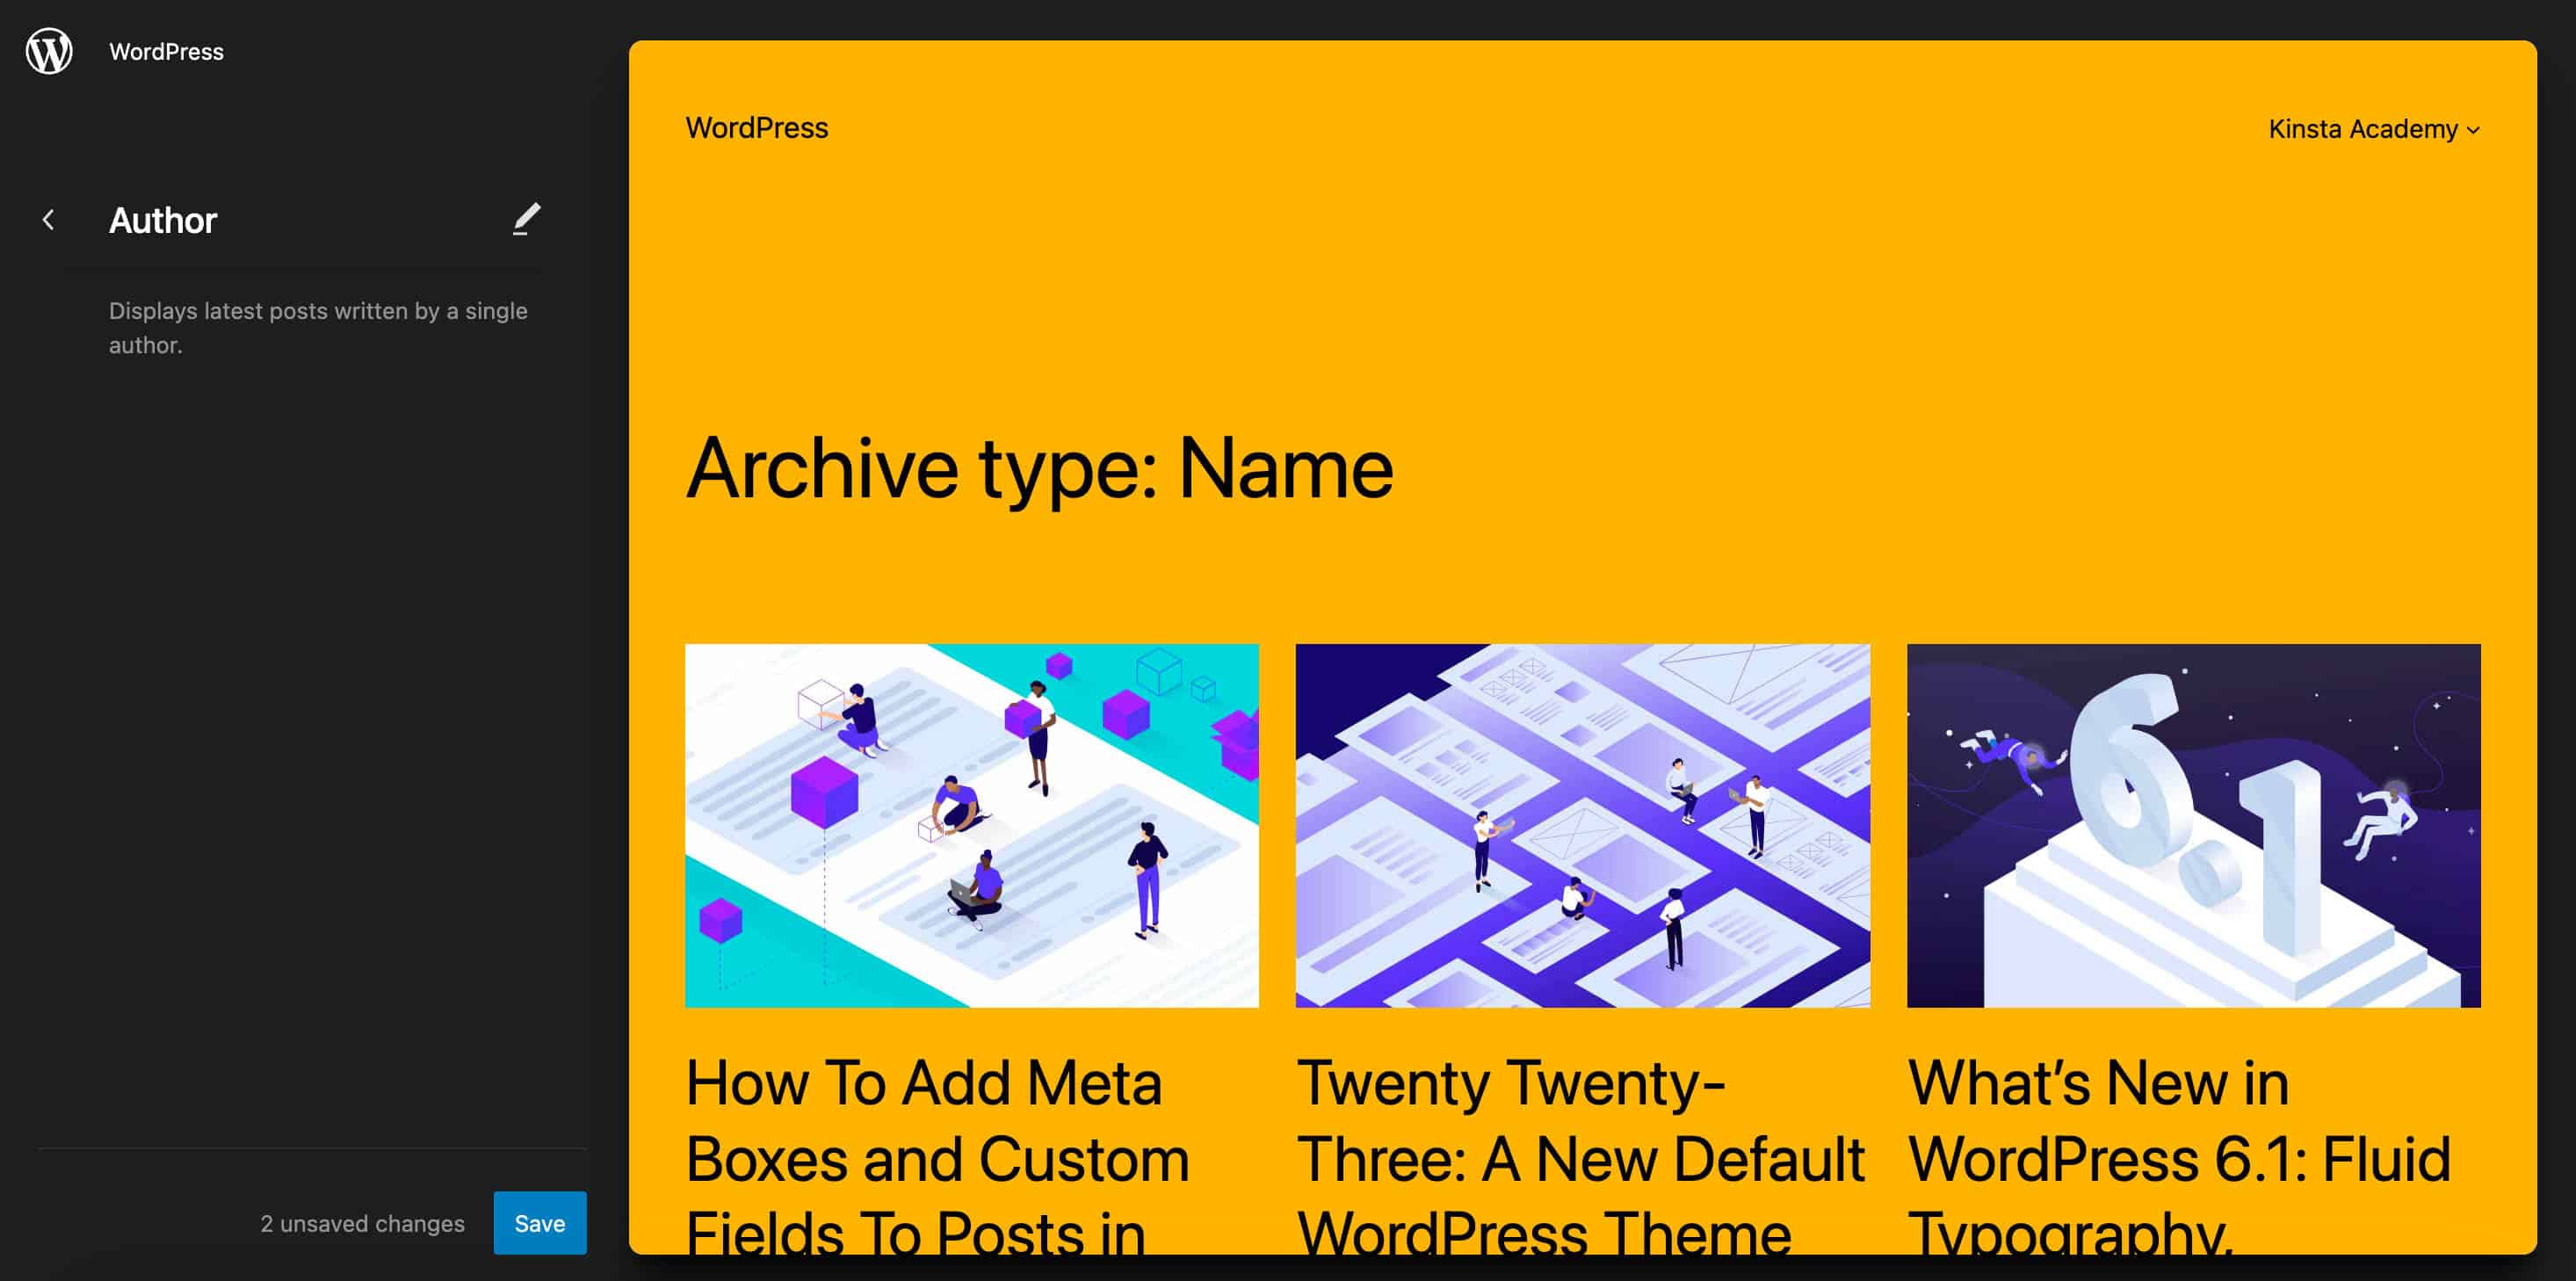 WordPress
Author
Displays latest posts written by a single
author.
2 unsaved changes
Save
WordPress
Kinsta Academy
Archive type: Name
6.1
How To Add Meta
Boxes and Custom
Fields To Posts in
Twenty Twenty-
Three: A New Default
WordPress Theme
What’s New in
WordPress 6.1: Fluid
Typography,